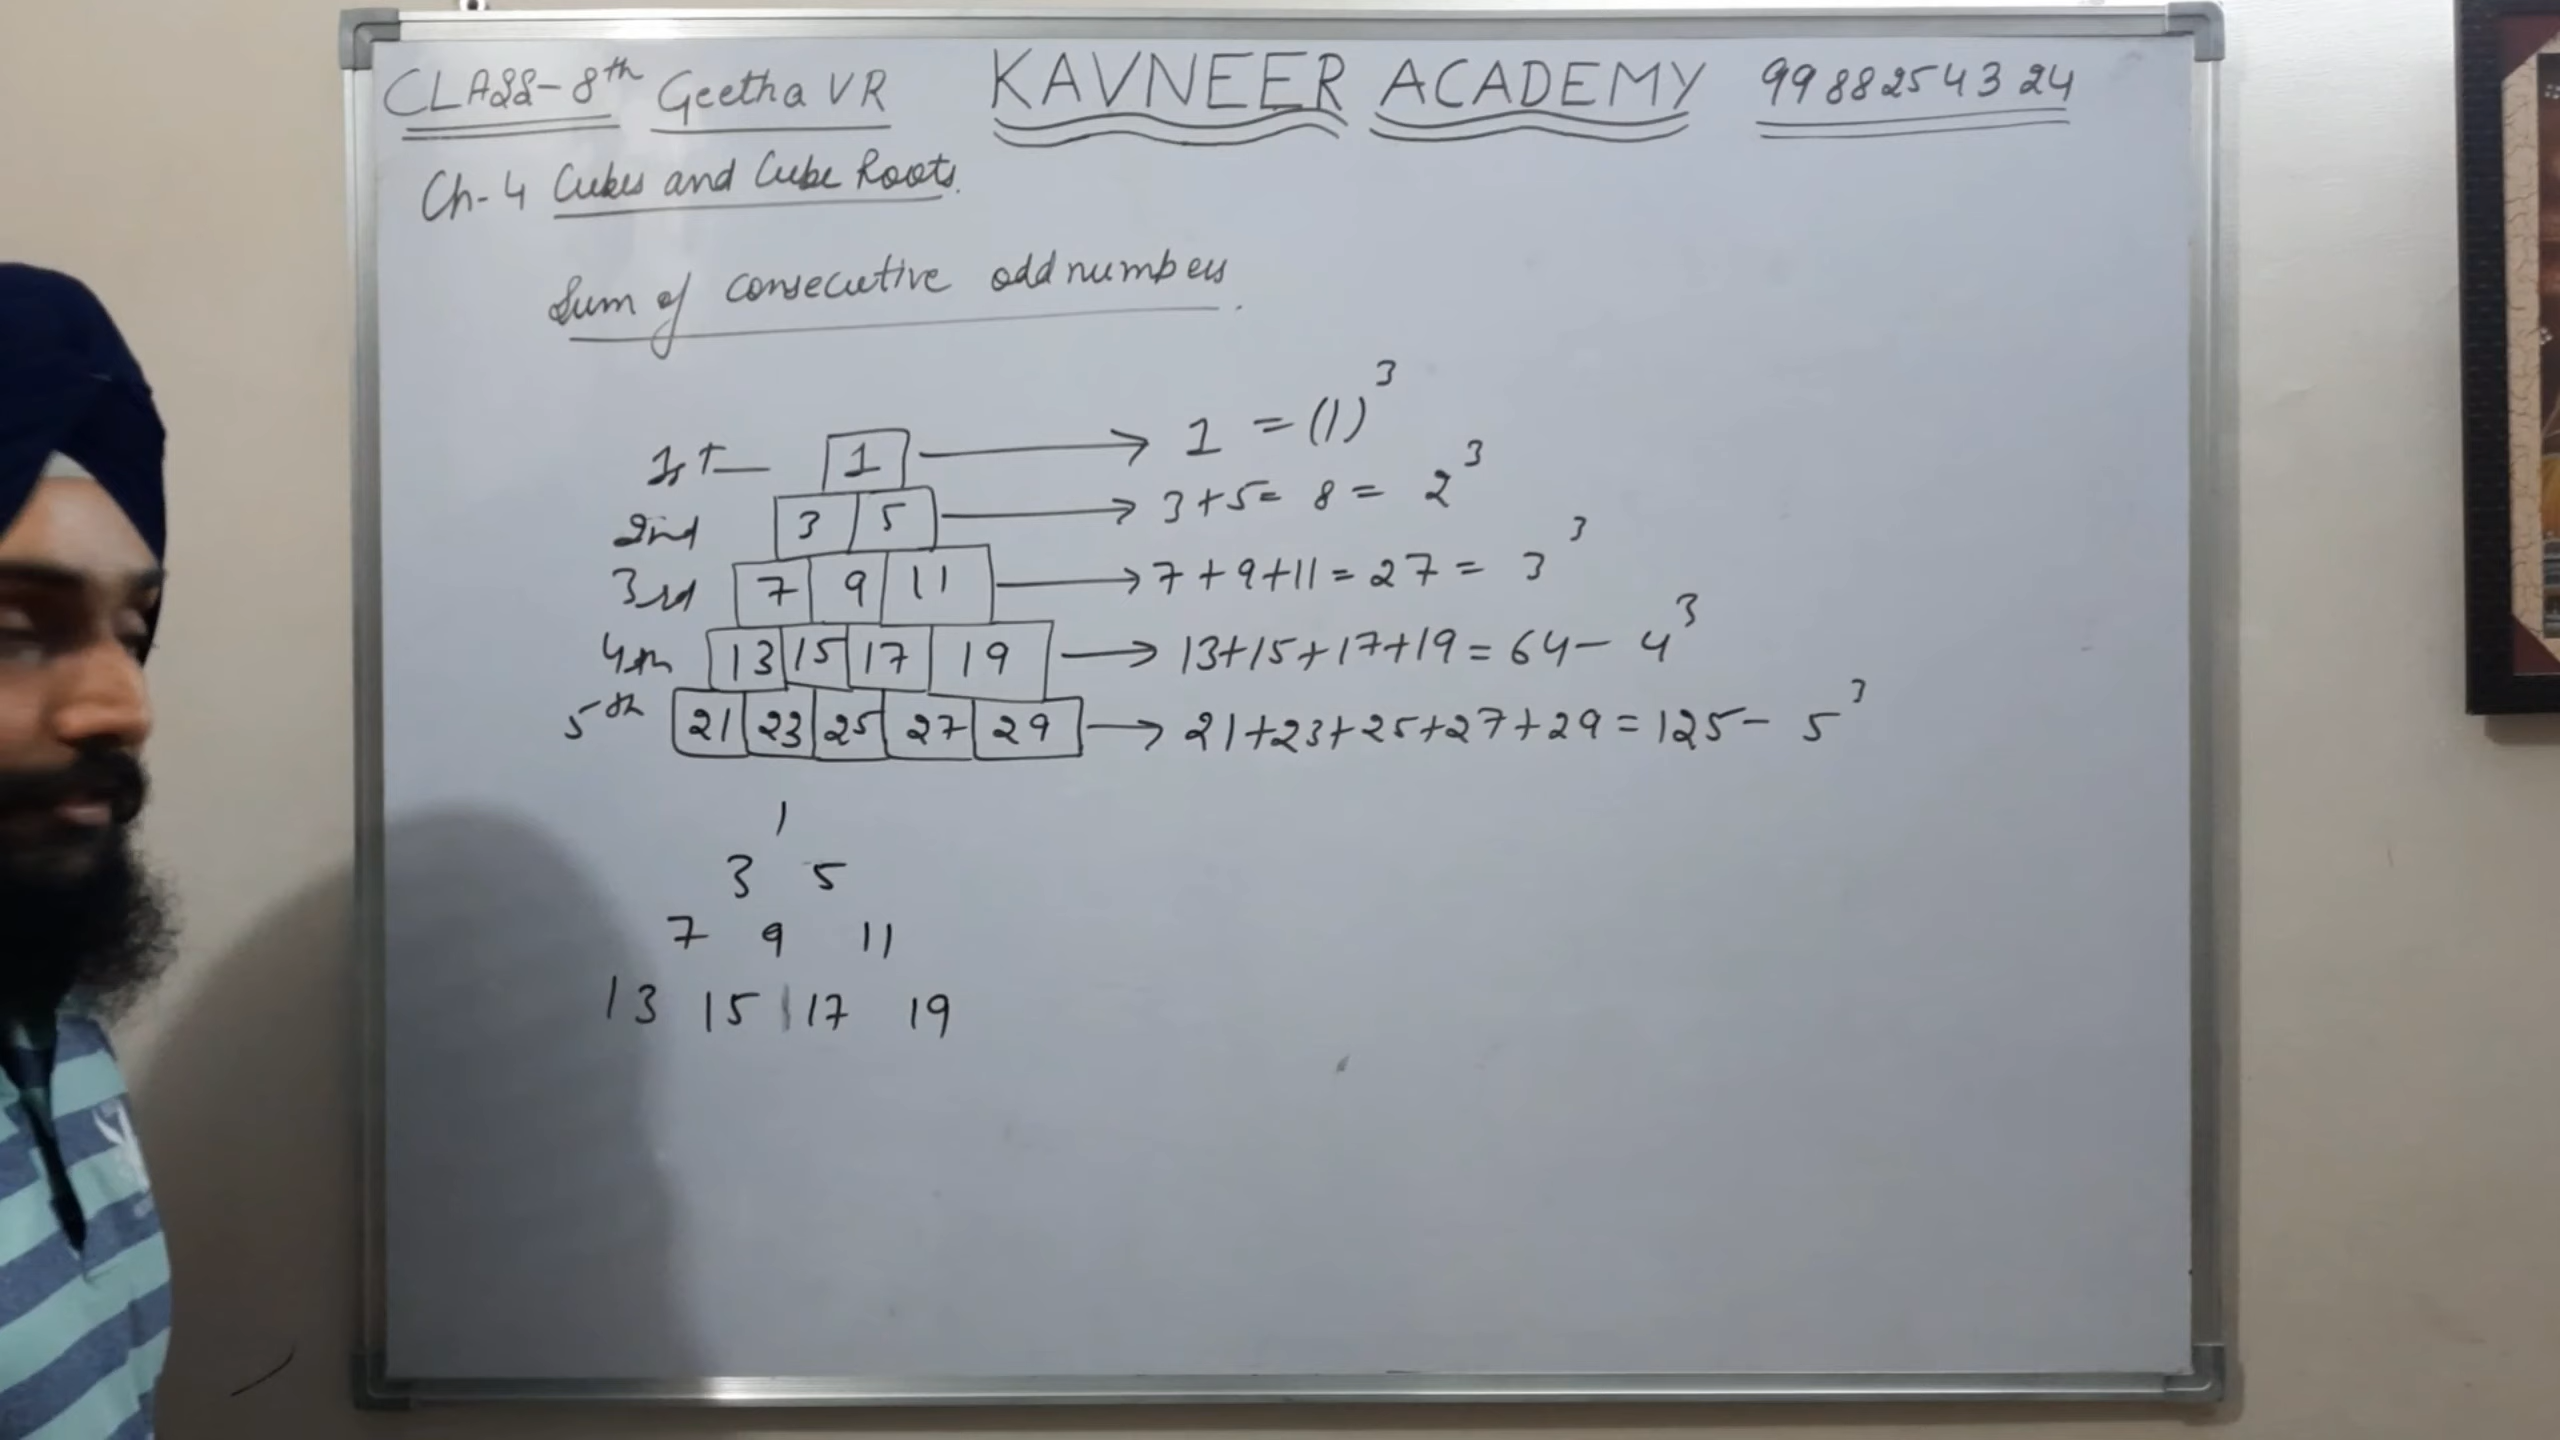 CLASS-8th Geetha VR KAVNEER ACADEMY 9988254324
Ch-4 Cubes and Cube Roots.
Sum of consecutive odd numbers.
1st— 1 → 1 = (1)³
2nd 3 5 → 3+5= 8 = 2³
3rd 7 9 11 → 7+9+11= 27 = 3³
4th 13 15 17 19 → 13+15+17+19 = 64 – 4³
5th 21 23 25 27 29 → 21+23+25+27+29 = 125 – 5³
1
3 5
7 9 11
13 15 17 19